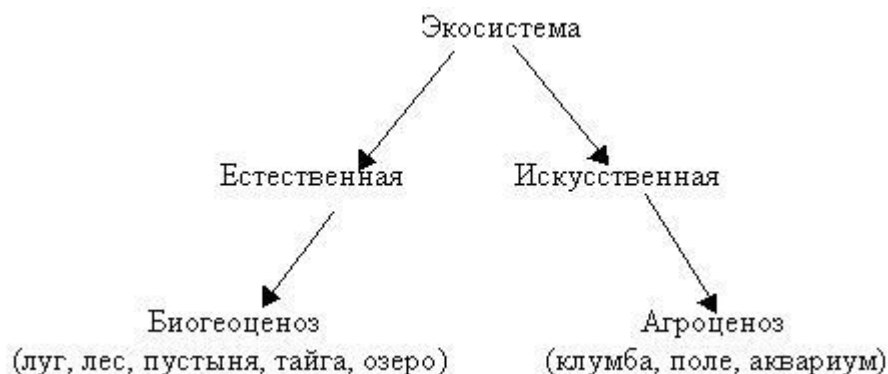 Экосистема
Естественная
Искусственная
Биогеоценоз
(луг, лес, пустыня, тайга, озеро)
Агроценоз
(клумба, поле, аквариум)